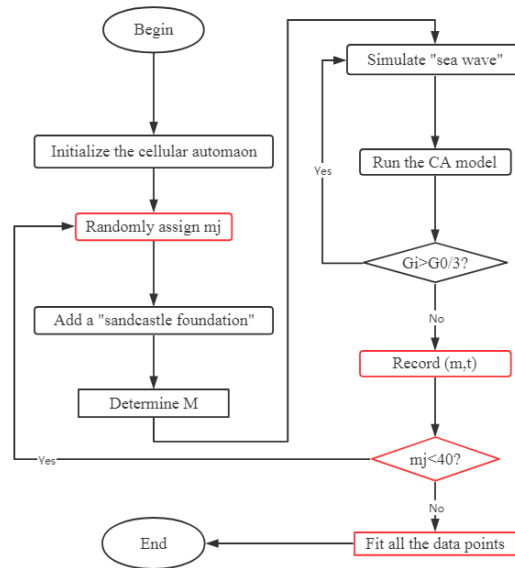 Begin
Initialize the cellular automaon
Randomly assign mj
Add a "sandcastle foundation"
Determine M
Simulate "sea wave"
Run the CA model
Gi>G0/3?
Yes
No
Record (m,t)
mj<40?
Yes
No
Fit all the data points
End